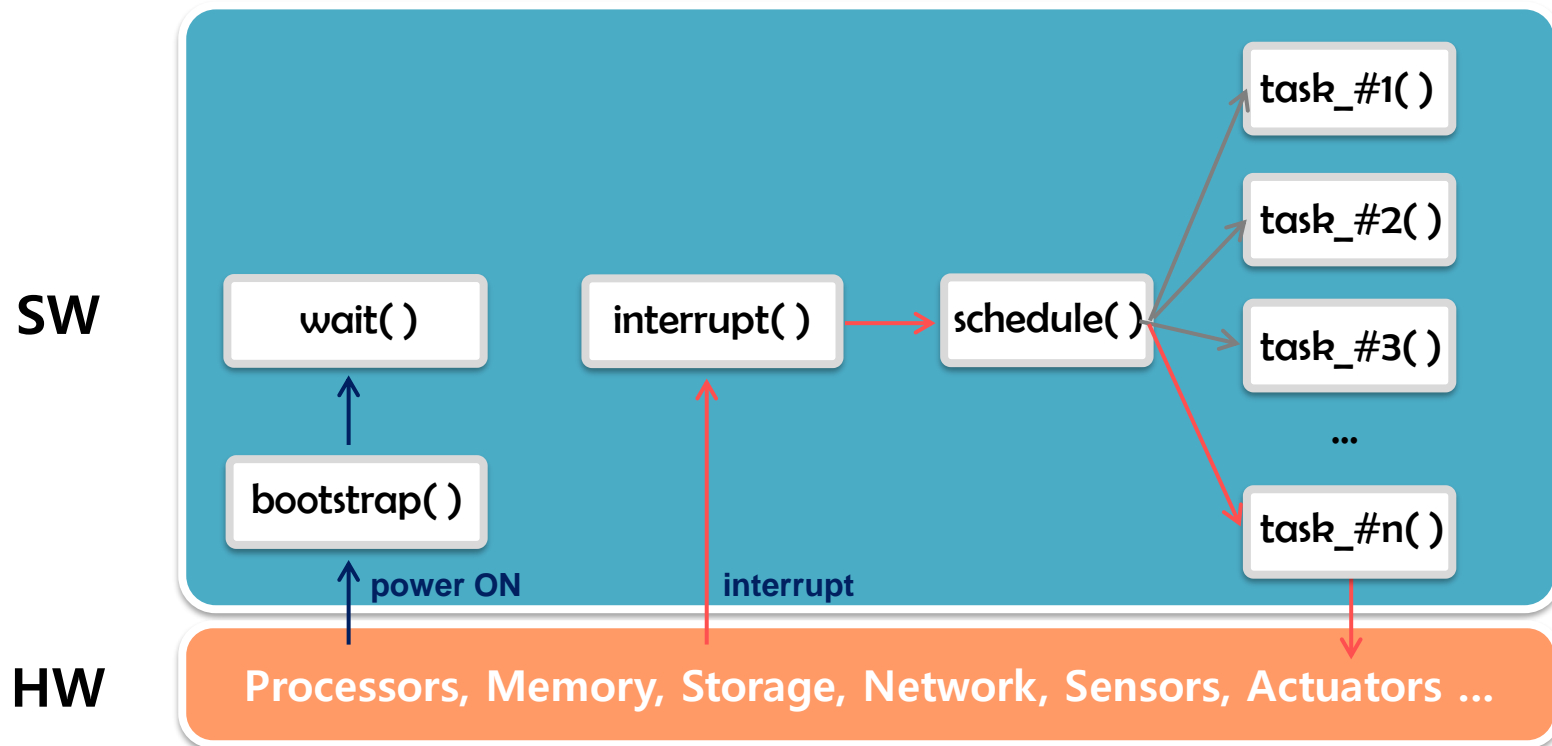 task_#1( )
task_#2( )
SW
wait( )
interrupt( )
schedule( )
task_#3( )
...
bootstrap( )
task_#n( )
power ON
interrupt
HW
Processors, Memory, Storage, Network, Sensors, Actuators ...